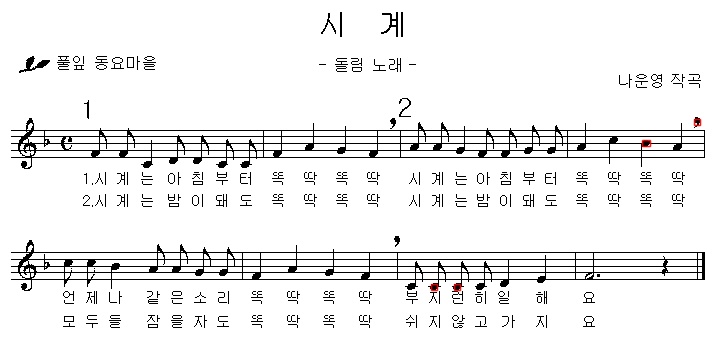 시 계
풀잎 동요마을
- 돌림 노래 -
나운영 작곡
1 2
1.시 계 는 아 침 부 터 똑 딱 똑 딱 시 계 는 아 침 부 터 똑 딱 똑 딱
2.시 계 는 밤 이 돼 도 똑 딱 똑 딱 시 계 는 밤 이 돼 도 똑 딱 똑 딱
언 제 나 같 은 소 리 똑 딱 똑 딱 부 지 런 히 일 해 요
모 두 들 잠 을 자 도 똑 딱 똑 딱 쉬 지 않 고 가 지 요